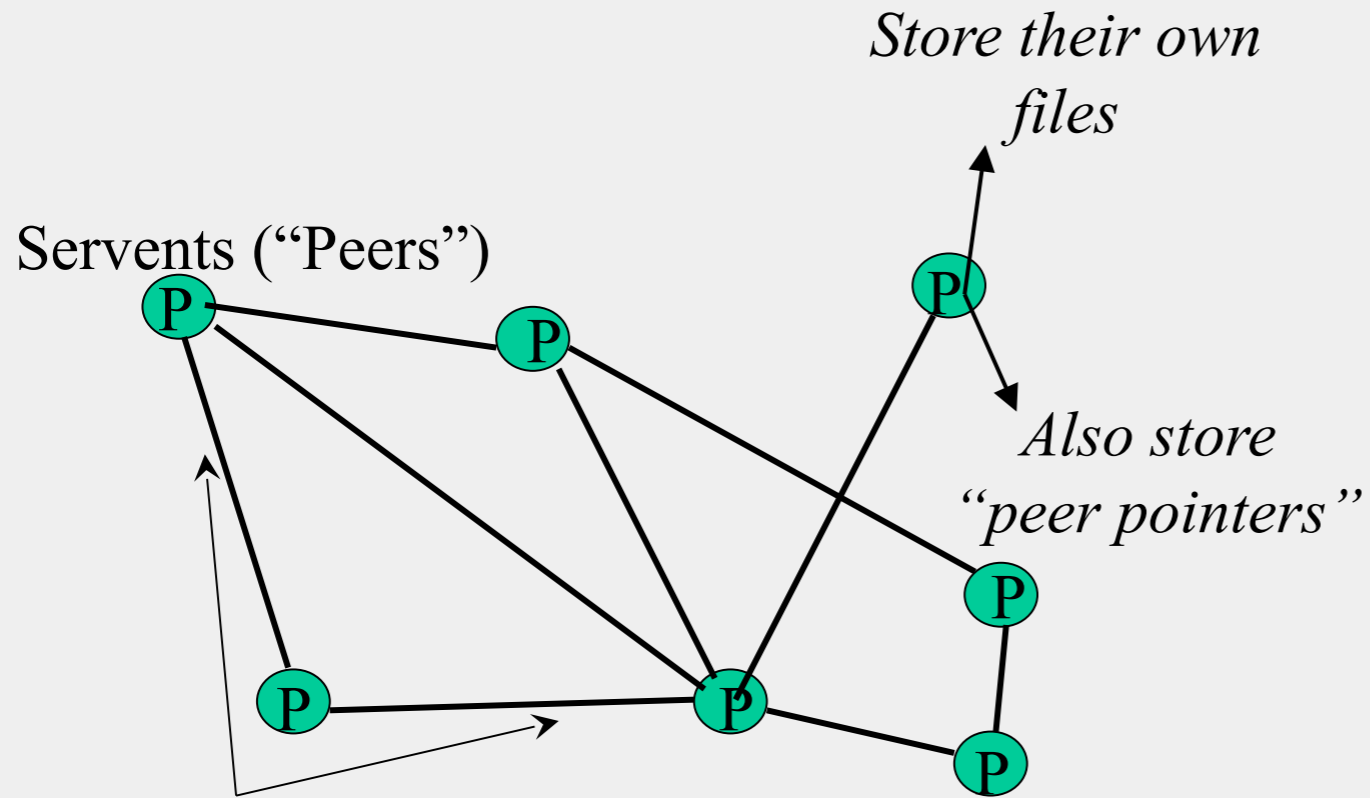 Store their own
files
Servents (“Peers”)
P
P
P
Also store
“peer pointers”
P
P
P
P